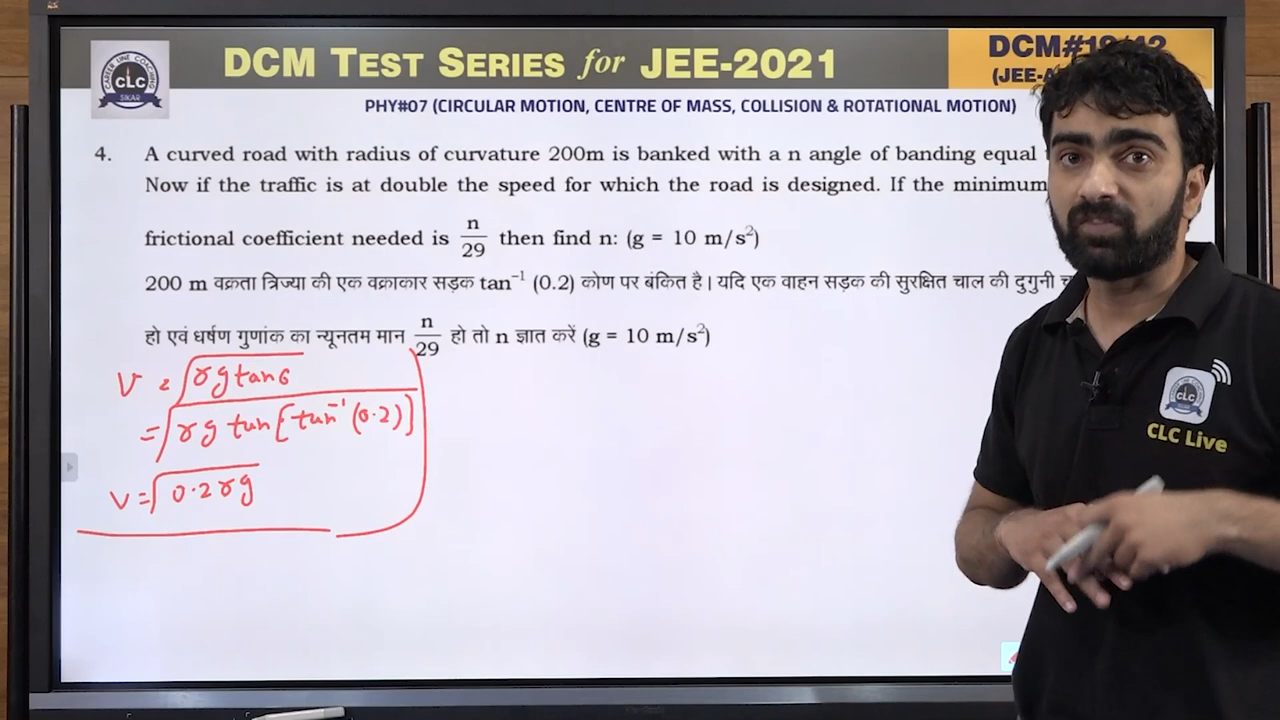 DCM TEST SERIES for JEE-2021
DCM#
(JEE-
CLC
SIKAR
PHY#07 (CIRCULAR MOTION, CENTRE OF MASS, COLLISION & ROTATIONAL MOTION)
4. A curved road with radius of curvature 200m is banked with a n angle of banding equal
Now if the traffic is at double the speed for which the road is designed. If the minimum
frictional coefficient needed is n/29 then find n: (g = 10 m/s²)
200 m वक्रता त्रिज्या की एक वक्राकार सड़क tan⁻¹ (0.2) कोण पर बंकित है। यदि एक वाहन सड़क की सुरक्षित चाल की दुगुनी
हो एवं धर्षण गुणांक का न्यूनतम मान n/29 हो तो n ज्ञात करें (g = 10 m/s²)
V = √rg tanθ
= √rg tan[tan⁻¹(0.2)]
V = √0.2rg
CLC
CLC Live